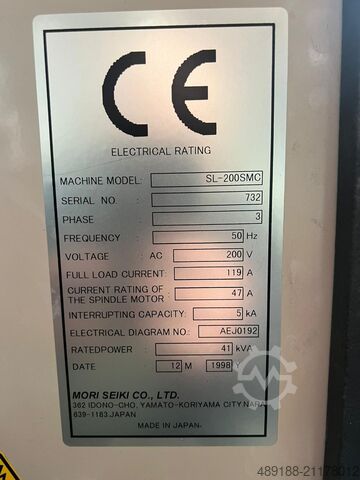 CE
ELECTRICAL RATING
MACHINE MODEL: SL-200SMC
SERIAL NO. : 732
PHASE : 3
FREQUENCY : 50 Hz
VOLTAGE : AC 200 V
FULL LOAD CURRENT: 119 A
CURRENT RATING OF
THE SPINDLE MOTOR : 47 A
INTERRUPTING CAPACITY: 5 kA
ELECTRICAL DIAGRAM NO.: AEJ0192
RATEDPOWER : 41 kVA
DATE : 12 M 1998 Y
MORI SEIKI CO., LTD.
362 IDONO-CHO, YAMATO-KORIYAMA CITY, NARA
639-1183 JAPAN
MADE IN JAPAN
489188-21178012